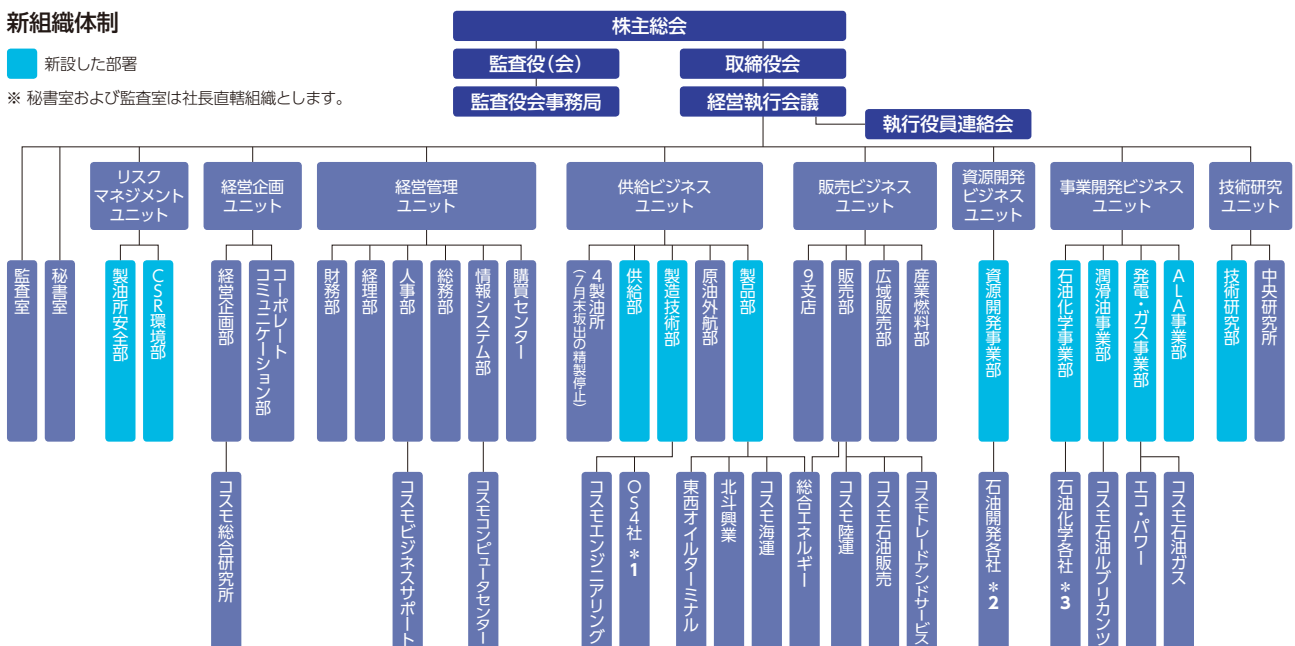 新組織体制
新設した部署
※ 秘書室および監査室は社長直轄組織とします。
株主総会
監査役（会）
取締役会
監査役会事務局
経営執行会議
執行役員連絡会
リスク
マネジメント
ユニット
経営企画
ユニット
経営管理
ユニット
供給ビジネス
ユニット
販売ビジネス
ユニット
資源開発
ビジネス
ユニット
事業開発ビジネス
ユニット
技術研究
ユニット
監査室
秘書室
製油所安全部
CSR環境部
経営企画部
コーポレート
コミュニケーション部
財務部
経理部
人事部
総務部
情報システム部
購買センター
4製油所
（7月末坂出の精製停止）
供給部
製造技術部
原油外航部
製品部
9支店
販売部
広域販売部
産業燃料部
資源開発事業部
石油化学事業部
潤滑油事業部
発電・ガス事業部
ALA事業部
技術研究部
中央研究所
コスモ総合研究所
コスモビジネスサポート
コスモコンピュータセンター
コスモエンジニアリング
OS4社 *1
東西オイルターミナル
北斗興業
コスモ海運
総合エネルギー
コスモ陸運
コスモ石油販売
コスモトレードアンドサービス
石油開発各社 *2
石油化学各社 *3
コスモ石油ルブリカンツ
エコ・パワー
コスモ石油ガス